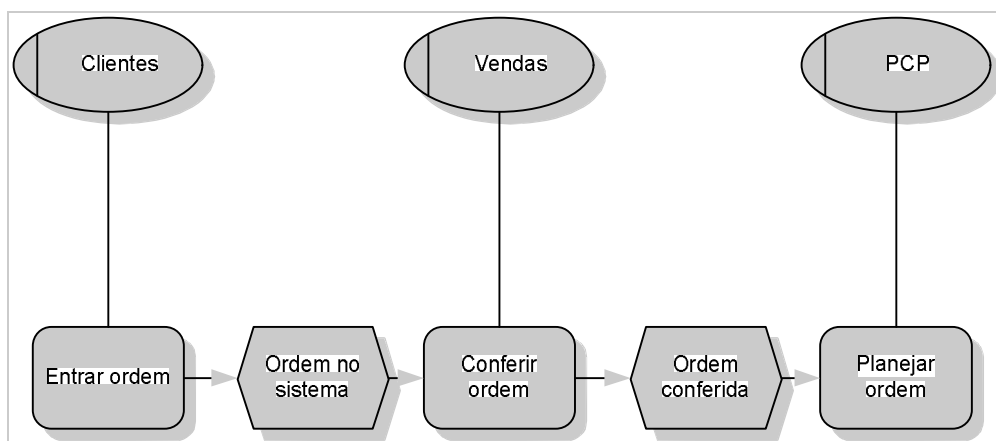 Clientes
Vendas
PCP
Entrar ordem
Ordem no
sistema
Conferir
ordem
Ordem
conferida
Planejar
ordem